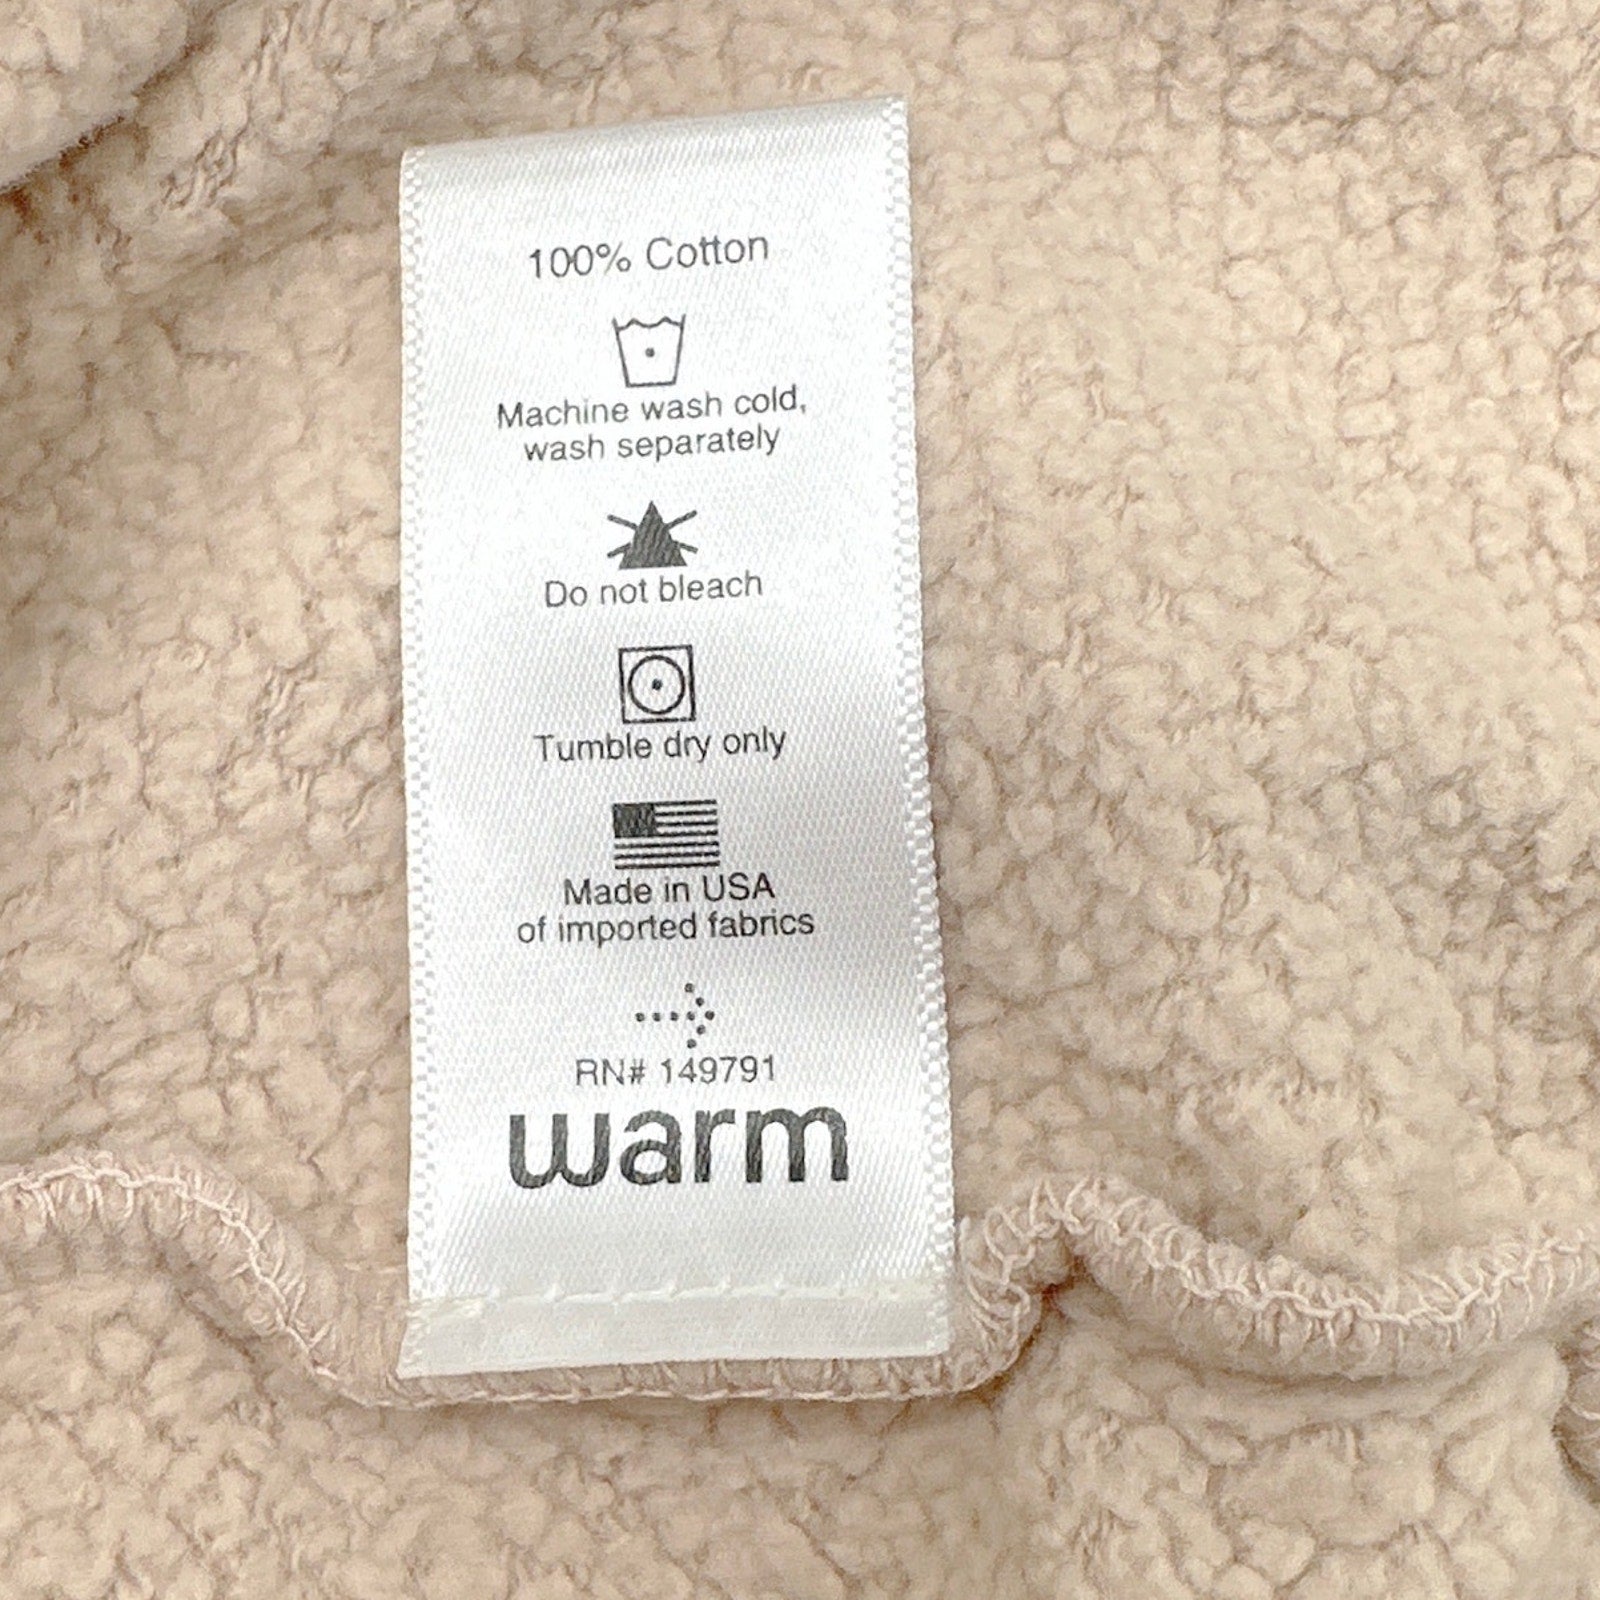 100% Cotton
Machine wash cold,
wash separately
Do not bleach
Tumble dry only
Made in USA
of imported fabrics
RN# 149791
warm